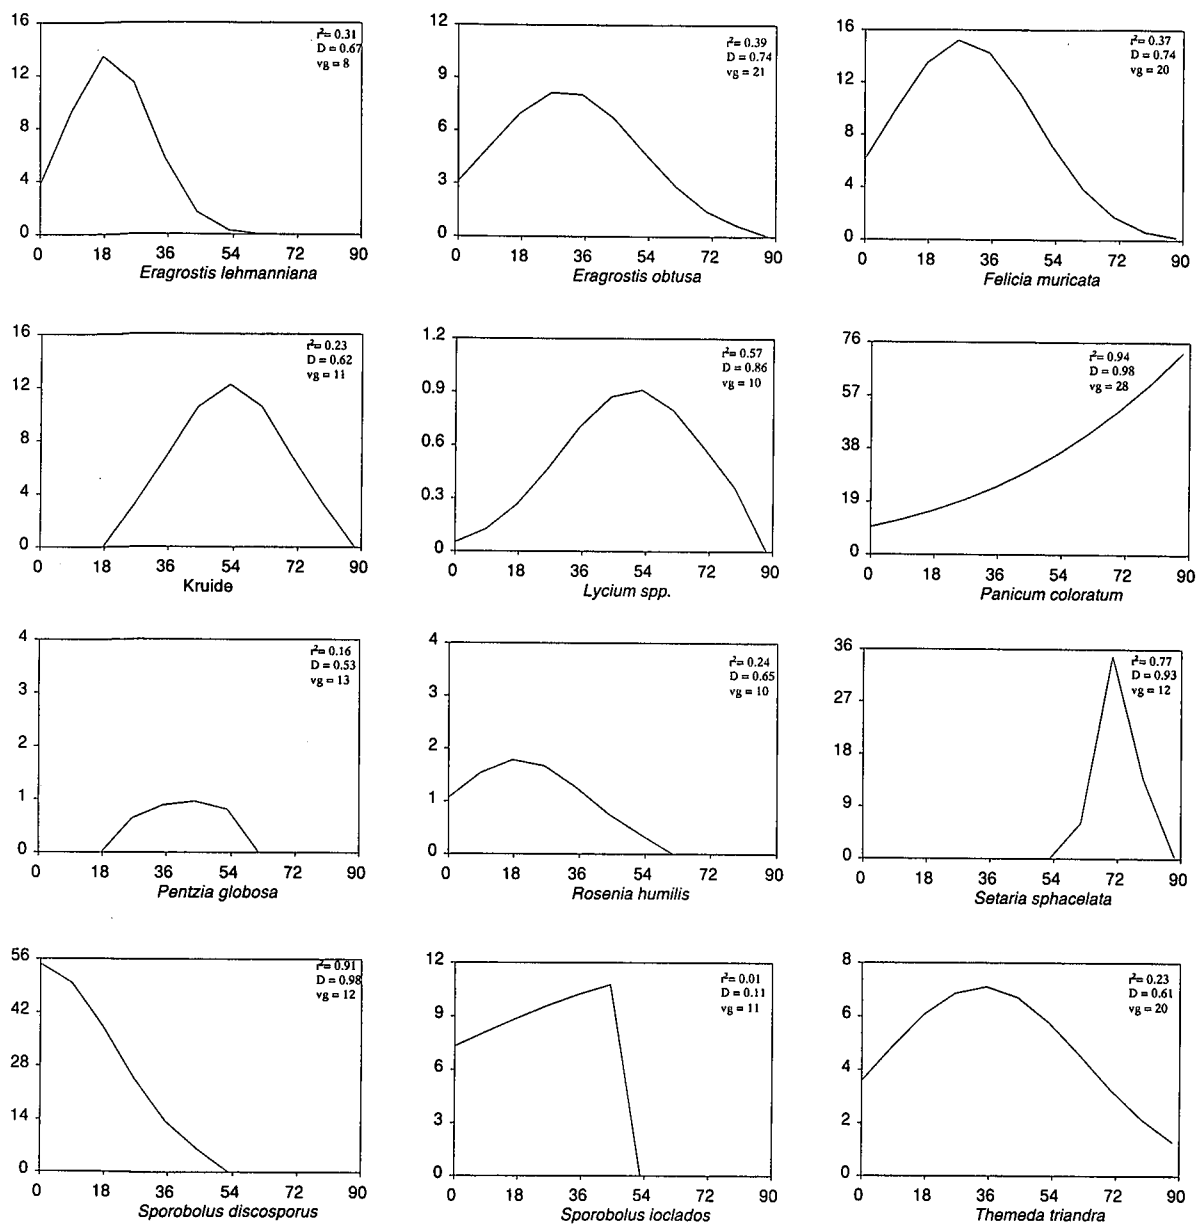 16
12
8
4
0
r²= 0.31
D = 0.67
vg = 8
0 18 36 54 72 90
Eragrostis lehmanniana
12
9
6
3
0
r²= 0.39
D = 0.74
vg = 21
0 18 36 54 72 90
Eragrostis obtusa
16
12
8
4
0
r²= 0.37
D = 0.74
vg = 20
0 18 36 54 72 90
Felicia muricata
16
12
8
4
0
r²= 0.23
D = 0.62
vg = 11
0 18 36 54 72 90
Kruide
1.2
0.9
0.6
0.3
0
r²= 0.57
D = 0.86
vg = 10
0 18 36 54 72 90
Lycium spp.
76
57
38
19
0
r²= 0.94
D = 0.98
vg = 28
0 18 36 54 72 90
Panicum coloratum
4
3
2
1
0
r²= 0.16
D = 0.53
vg = 13
0 18 36 54 72 90
Pentzia globosa
4
3
2
1
0
r²= 0.24
D = 0.65
vg = 10
0 18 36 54 72 90
Rosenia humilis
36
27
18
9
0
r²= 0.77
D = 0.93
vg = 12
0 18 36 54 72 90
Setaria sphacelata
56
42
28
14
0
r²= 0.91
D = 0.98
vg = 12
0 18 36 54 72 90
Sporobolus discosporus
12
9
6
3
0
r²= 0.01
D = 0.11
vg = 11
0 18 36 54 72 90
Sporobolus ioclados
8
6
4
2
0
r²= 0.23
D = 0.61
vg = 20
0 18 36 54 72 90
Themeda triandra